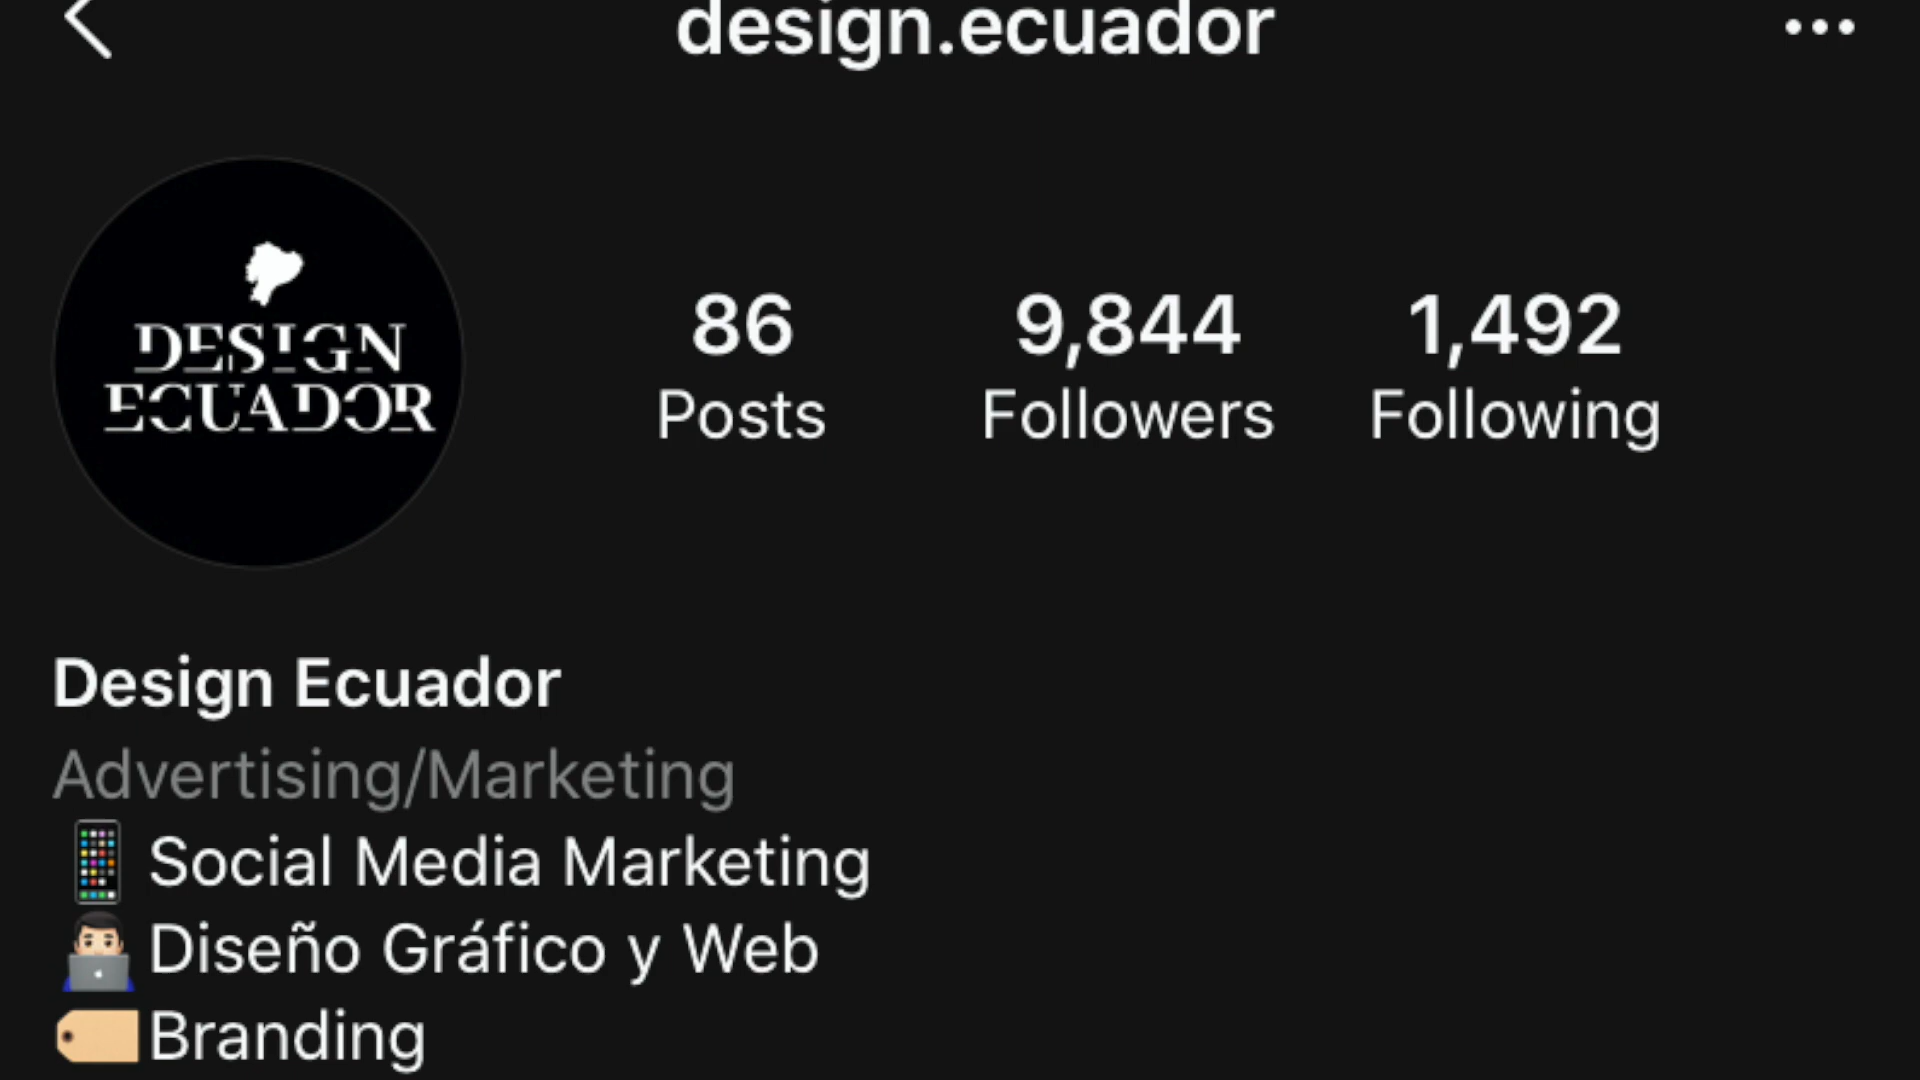 design.ecuador
DESIGN
ECUADOR
86 9,844 1,492
Posts Followers Following
Design Ecuador
Advertising/Marketing
Social Media Marketing
Diseño Gráfico y Web
Branding